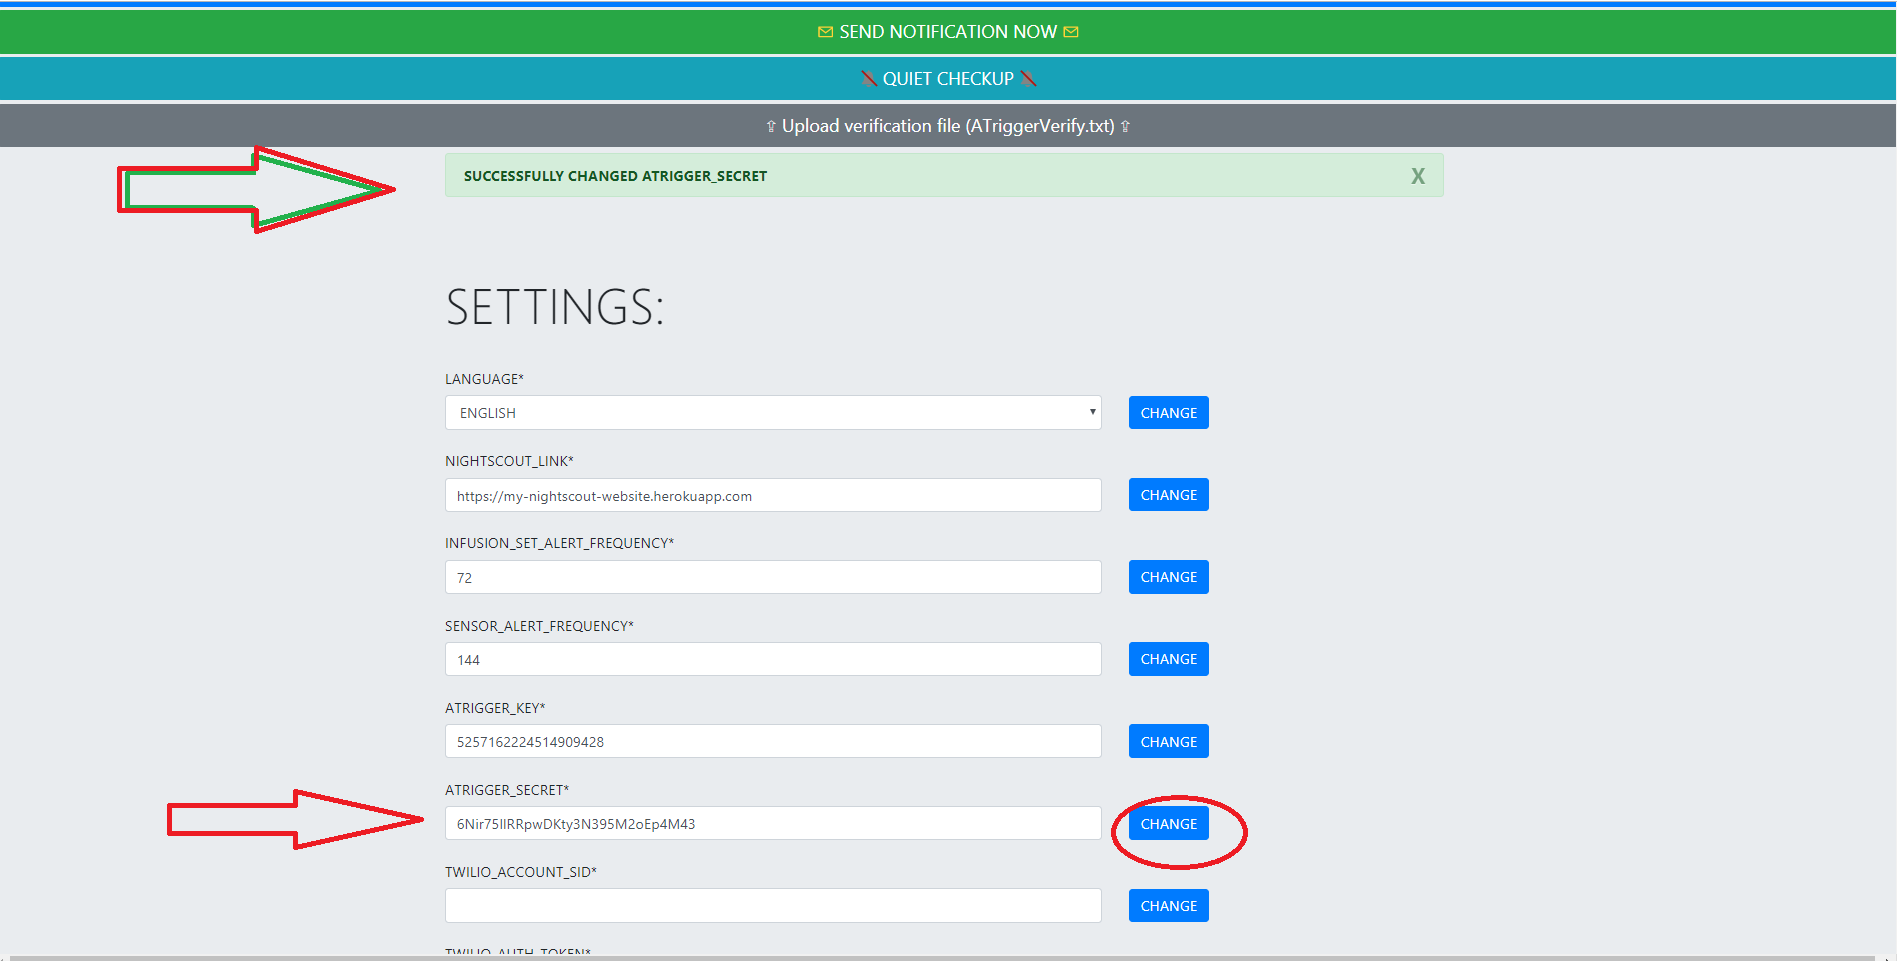 SEND NOTIFICATION NOW
QUIET CHECKUP
⇧ Upload verification file (ATriggerVerify.txt) ⇧
SUCCESSFULLY CHANGED ATRIGGER_SECRET X
SETTINGS:
LANGUAGE*
ENGLISH CHANGE
NIGHTSCOUT_LINK*
https://my-nightscout-website.herokuapp.com CHANGE
INFUSION_SET_ALERT_FREQUENCY*
72 CHANGE
SENSOR_ALERT_FREQUENCY*
144 CHANGE
ATRIGGER_KEY*
5257162224514909428 CHANGE
ATRIGGER_SECRET*
6Nir75IIRRpwDKty3N395M2oEp4M43 CHANGE
TWILIO_ACCOUNT_SID*
CHANGE
TWILIO_AUTH_TOKEN*